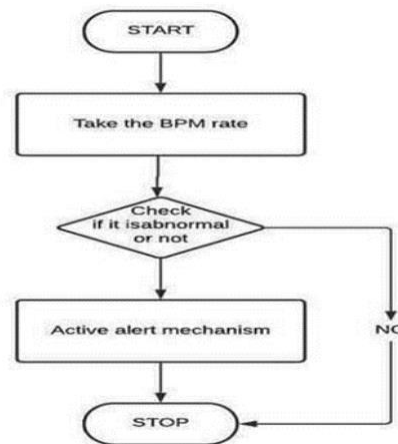 START
Take the BPM rate
Check
if it isabnormal
or not
Active alert mechanism
NO
STOP